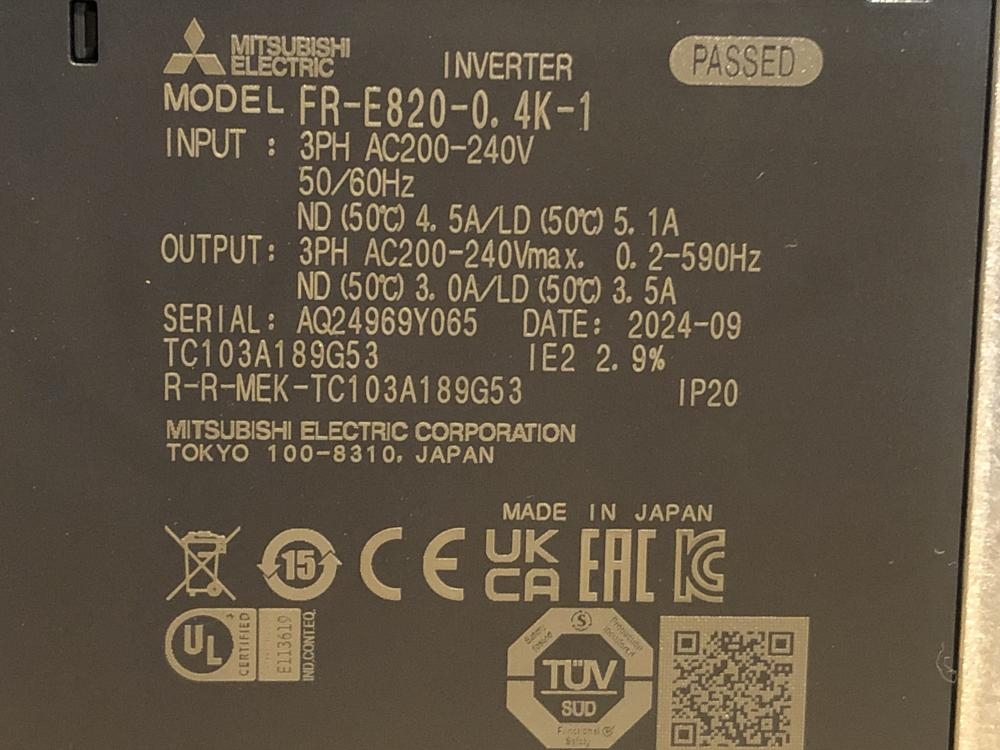 MITSUBISHI
ELECTRIC
INVERTER
PASSED
MODEL FR-E820-0.4K-1
INPUT : 3PH AC200-240V
50/60Hz
ND (50℃) 4.5A/LD (50℃) 5.1A
OUTPUT: 3PH AC200-240Vmax. 0.2-590Hz
ND (50℃) 3.0A/LD (50℃) 3.5A
SERIAL: AQ24969Y065 DATE: 2024-09
TC103A189G53 IE2 2.9%
R-R-MEK-TC103A189G53 IP20
MITSUBISHI ELECTRIC CORPORATION
TOKYO 100-8310, JAPAN
MADE IN JAPAN
15
CE
UK
CA
EAC
KC
UL
CERTIFIED
E113619
IND.CONT.EQ.
TÜV
SÜD
Functional
Safety